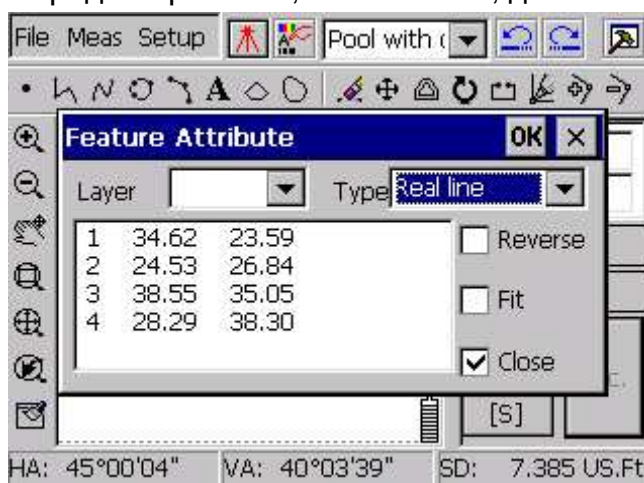 File Meas Setup Pool with
A
Feature Attribute OK
Layer Type Real line
1 34.62 23.59
2 24.53 26.84
3 38.55 35.05
4 28.29 38.30
Reverse
Fit
Close
[S]
HA: 45°00'04" VA: 40°03'39" SD: 7.385 US.Ft